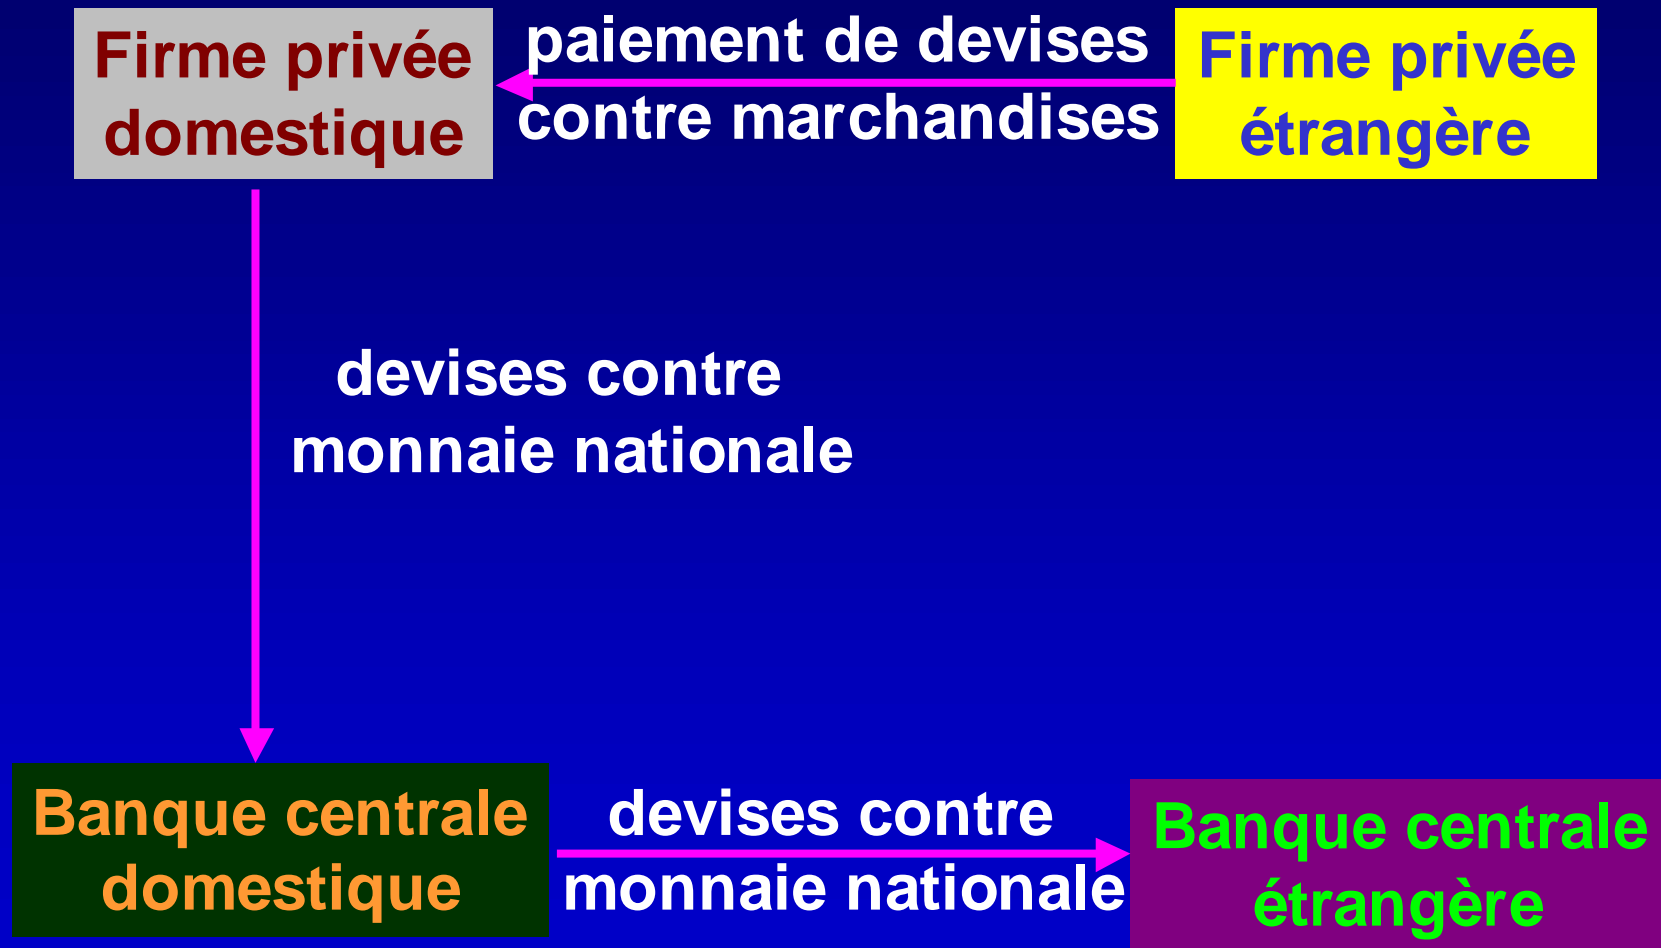 Firme privée
domestique
paiement de devises
contre marchandises
Firme privée
étrangère
devises contre
monnaie nationale
Banque centrale
domestique
devises contre
monnaie nationale
Banque centrale
étrangère